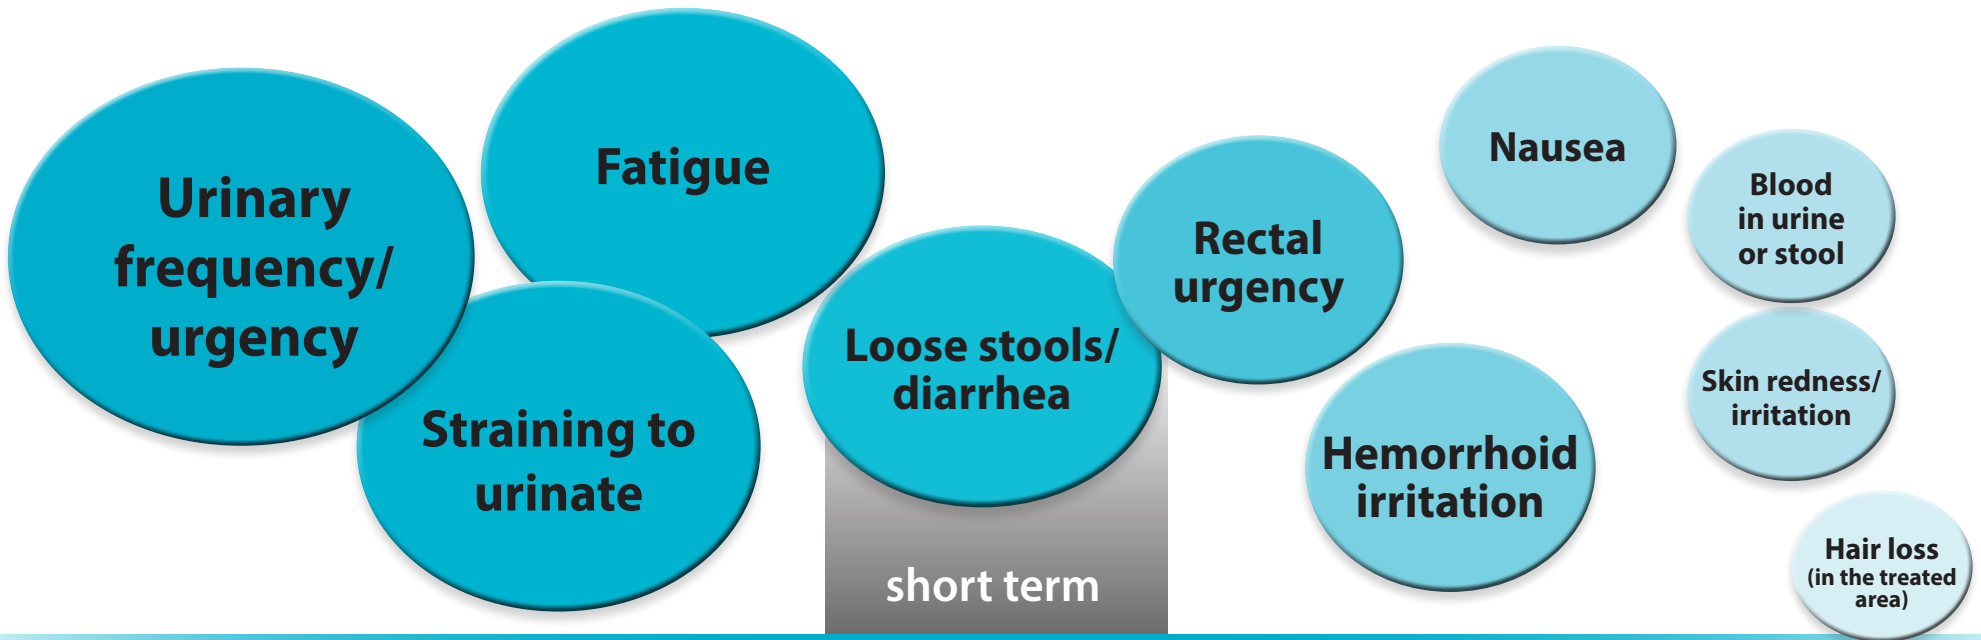 Urinary
frequency/
urgency
Fatigue
Straining to
urinate
Loose stools/
diarrhea
short term
Rectal
urgency
Hemorrhoid
irritation
Nausea
Blood
in urine
or stool
Skin redness/
irritation
Hair loss
(in the treated
area)